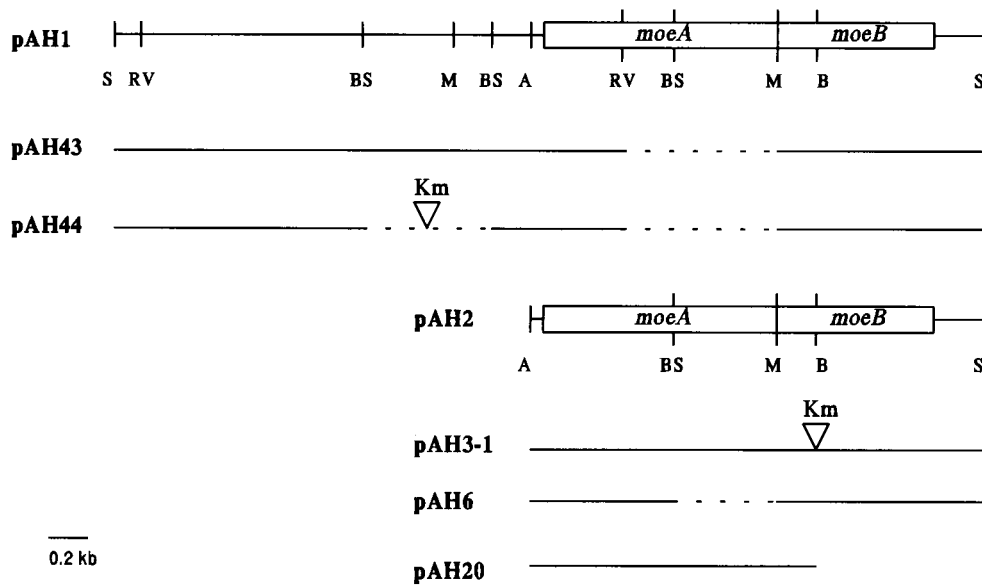 pAH1 moeA moeB
S RV BS M BS A RV BS M B S
pAH43
Km
pAH44
pAH2 moeA moeB
A BS M B S
Km
pAH3-1
pAH6
0.2 kb
pAH20